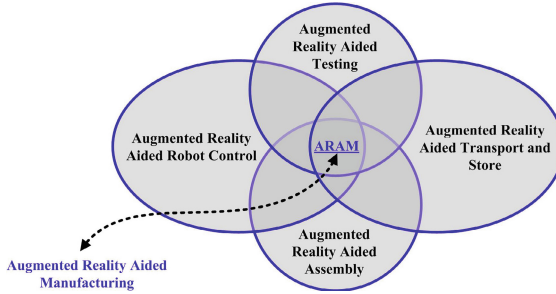 Augmented
Reality Aided
Testing
Augmented Reality
Aided Robot Control
ARAM
Augmented Reality
Aided Transport and
Store
Augmented
Reality Aided
Assembly
Augmented Reality Aided
Manufacturing